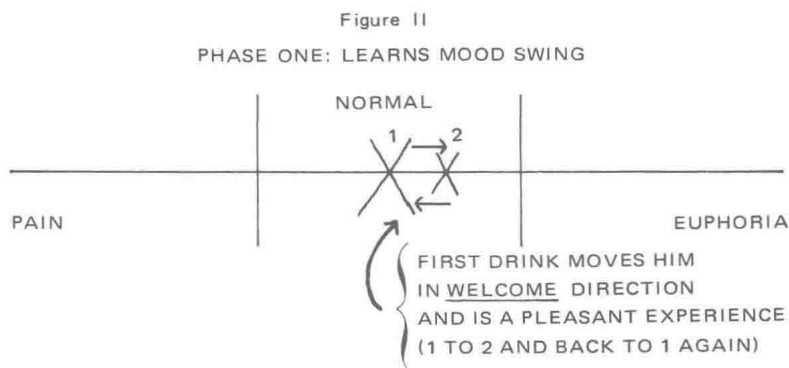 Figure II
PHASE ONE: LEARNS MOOD SWING
NORMAL
1 2
PAIN
EUPHORIA
FIRST DRINK MOVES HIM
IN WELCOME DIRECTION
AND IS A PLEASANT EXPERIENCE
(1 TO 2 AND BACK TO 1 AGAIN)